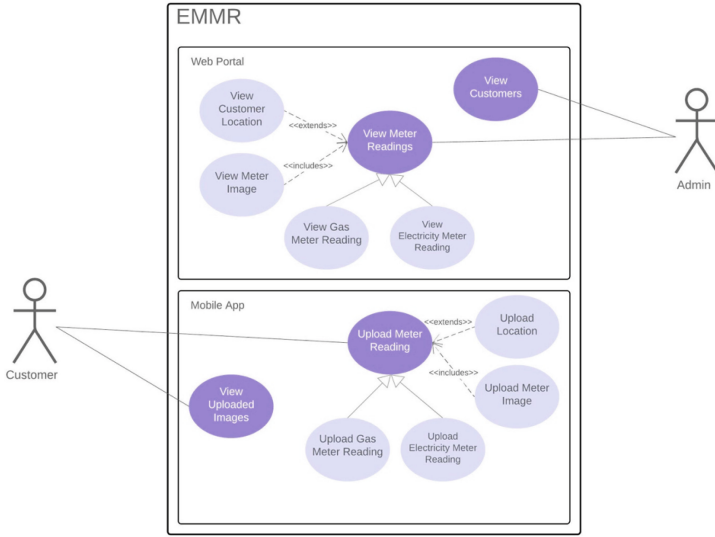 EMMR
Web Portal
View
Customers
View
Customer
Location
<<extends>>
View Meter
Readings
<<includes>>
View Meter
Image
Admin
View Gas
Meter Reading
View
Electricity Meter
Reading
Mobile App
Upload
Location
<<extends>>
Upload Meter
Reading
<<includes>>
Upload Meter
Image
Customer
View
Uploaded
Images
Upload Gas
Meter Reading
Upload
Electricity Meter
Reading